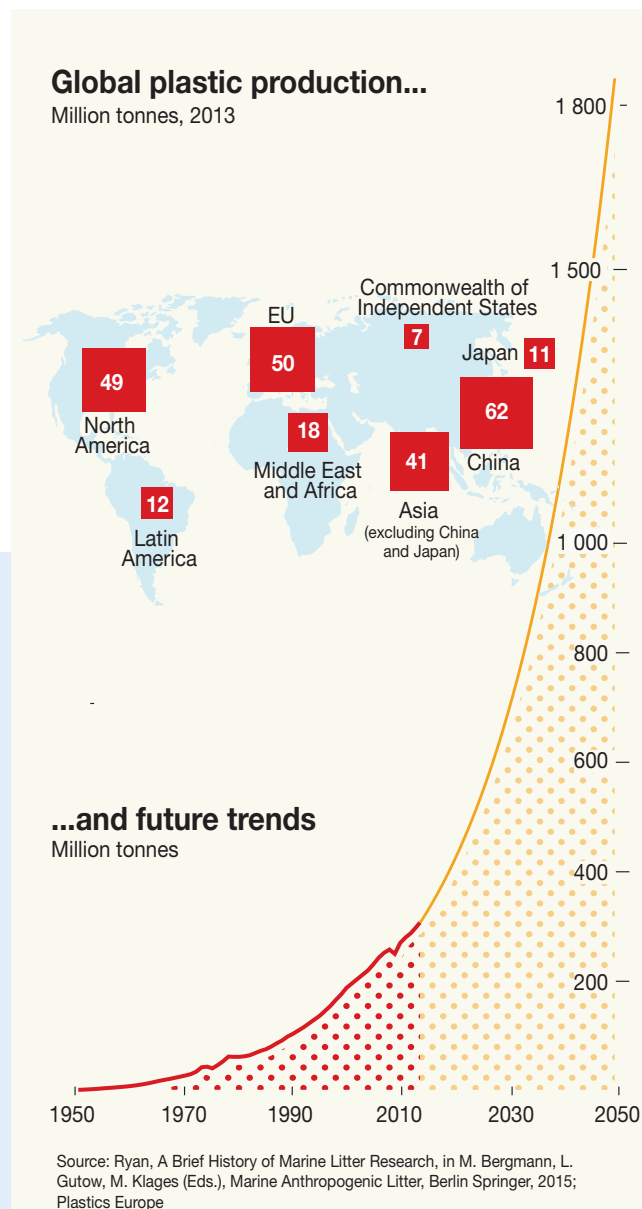 Global plastic production...
Million tonnes, 2013
1 800
1 500
Commonwealth of
Independent States
7
EU
50
Japan
11
49
North
America
62
China
18
Middle East
and Africa
41
Asia
(excluding China
and Japan)
12
Latin
America
1 000
800
-
600
...and future trends
Million tonnes
400
200
1950
1970
1990
2010
2030
2050
Source: Ryan, A Brief History of Marine Litter Research, in M. Bergmann, L.
Gutow, M. Klages (Eds.), Marine Anthropogenic Litter, Berlin Springer, 2015;
Plastics Europe